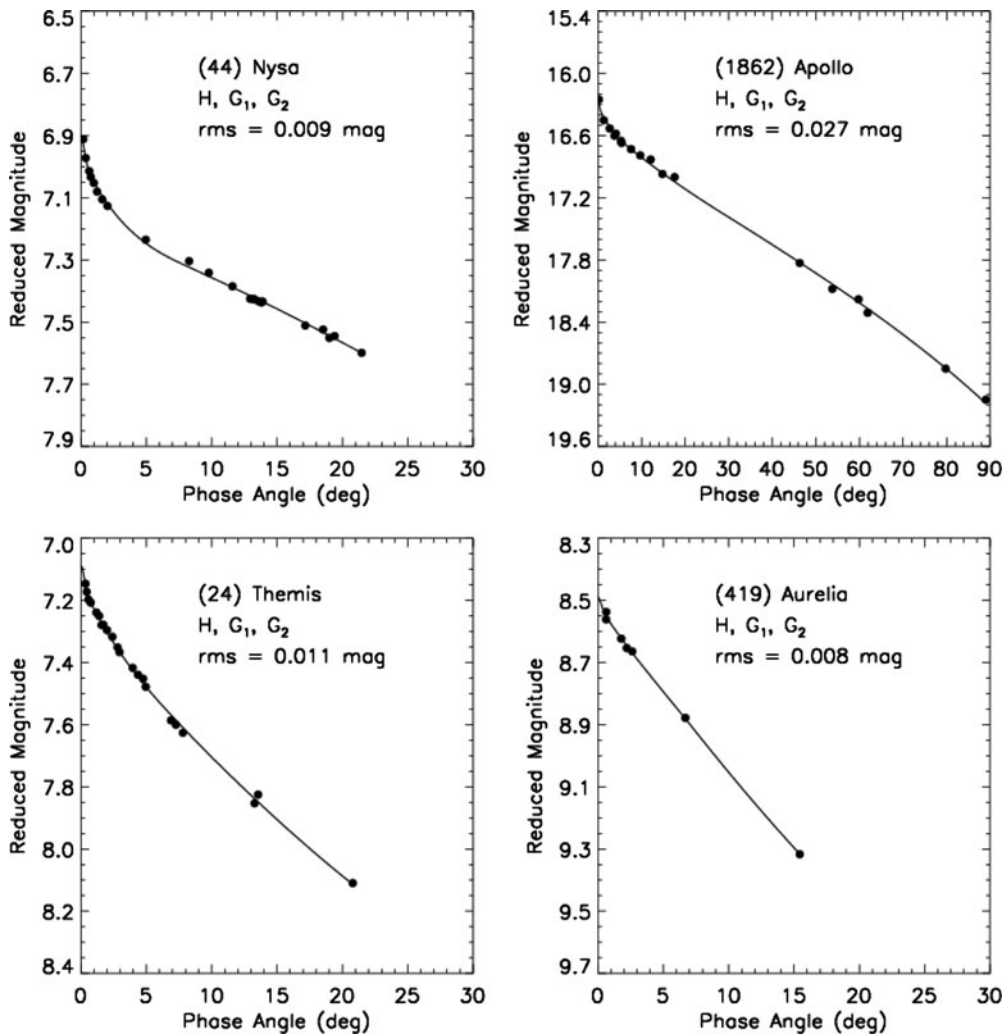 6.5
6.7
6.9
7.1
7.3
7.5
7.7
7.9
Reduced Magnitude
(44) Nysa
H, G₁, G₂
rms = 0.009 mag
0 5 10 15 20 25 30
Phase Angle (deg)
15.4
16.0
16.6
17.2
17.8
18.4
19.0
19.6
Reduced Magnitude
(1862) Apollo
H, G₁, G₂
rms = 0.027 mag
0 10 20 30 40 50 60 70 80 90
Phase Angle (deg)
7.0
7.2
7.4
7.6
7.8
8.0
8.2
8.4
Reduced Magnitude
(24) Themis
H, G₁, G₂
rms = 0.011 mag
0 5 10 15 20 25 30
Phase Angle (deg)
8.3
8.5
8.7
8.9
9.1
9.3
9.5
9.7
Reduced Magnitude
(419) Aurelia
H, G₁, G₂
rms = 0.008 mag
0 5 10 15 20 25 30
Phase Angle (deg)